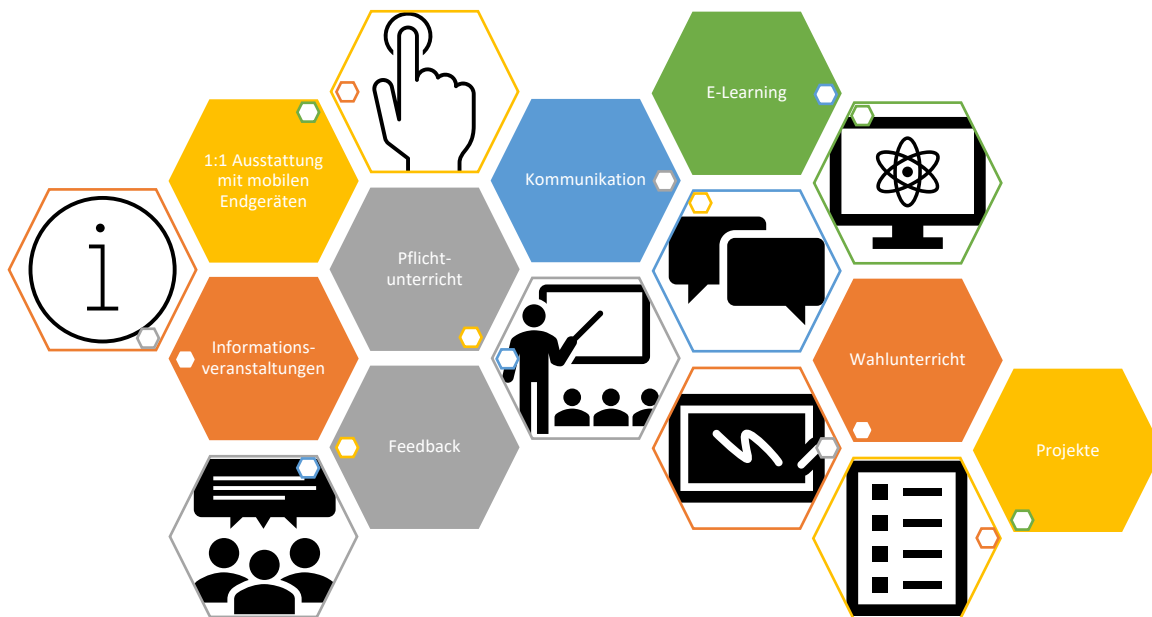 E-Learning
1:1 Ausstattung
mit mobilen
Endgeräten
Kommunikation
Pflicht-
unterricht
Informations-
veranstaltungen
Wahlunterricht
Feedback
Projekte